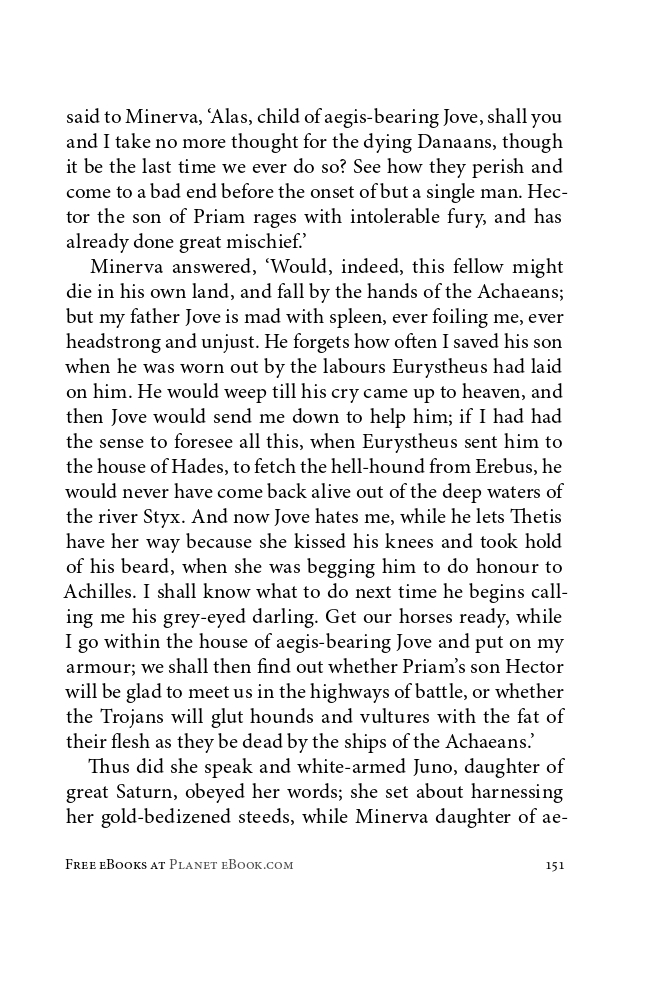 said to Minerva, ‘Alas, child of aegis-bearing Jove, shall you
and I take no more thought for the dying Danaans, though
it be the last time we ever do so? See how they perish and
come to a bad end before the onset of but a single man. Hec-
tor the son of Priam rages with intolerable fury, and has
already done great mischief.’
Minerva answered, ‘Would, indeed, this fellow might
die in his own land, and fall by the hands of the Achaeans;
but my father Jove is mad with spleen, ever foiling me, ever
headstrong and unjust. He forgets how often I saved his son
when he was worn out by the labours Eurystheus had laid
on him. He would weep till his cry came up to heaven, and
then Jove would send me down to help him; if I had had
the sense to foresee all this, when Eurystheus sent him to
the house of Hades, to fetch the hell-hound from Erebus, he
would never have come back alive out of the deep waters of
the river Styx. And now Jove hates me, while he lets Thetis
have her way because she kissed his knees and took hold
of his beard, when she was begging him to do honour to
Achilles. I shall know what to do next time he begins call-
ing me his grey-eyed darling. Get our horses ready, while
I go within the house of aegis-bearing Jove and put on my
armour; we shall then find out whether Priam’s son Hector
will be glad to meet us in the highways of battle, or whether
the Trojans will glut hounds and vultures with the fat of
their flesh as they be dead by the ships of the Achaeans.’
Thus did she speak and white-armed Juno, daughter of
great Saturn, obeyed her words; she set about harnessing
her gold-bedizened steeds, while Minerva daughter of ae-
Free eBooks at Planet eBook.com 151